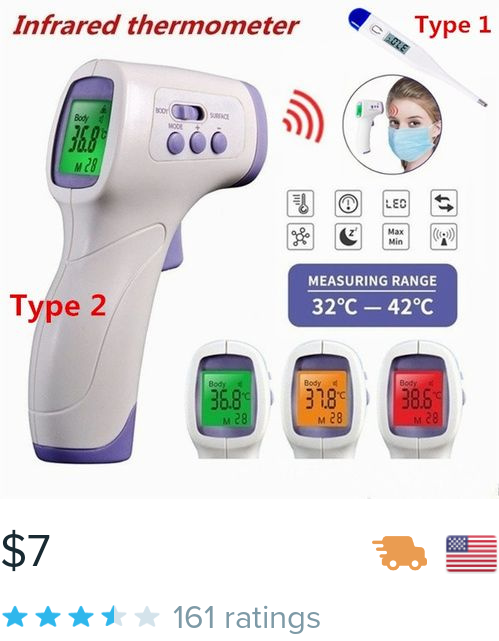 Infrared thermometer
Type 1
Body
36.8°C
M 28
BODY
SURFACE
MODE + -
LED
Max
Min
MEASURING RANGE
32°C — 42°C
Type 2
Body
36.8°C
M 28
Body
37.8°C
M 28
Body
38.6°C
M 28
$7
161 ratings